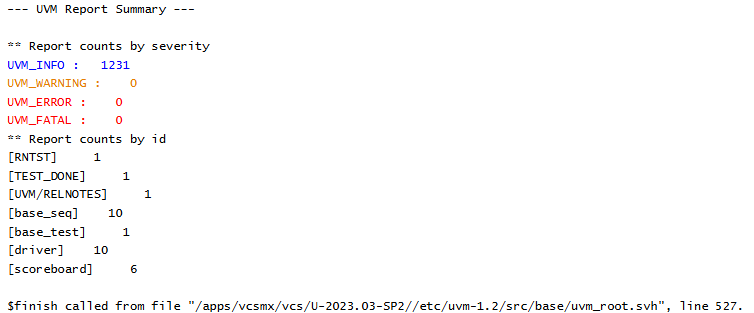 --- UVM Report Summary ---
** Report counts by severity
UVM_INFO :   1231
UVM_WARNING :    0
UVM_ERROR :    0
UVM_FATAL :    0
** Report counts by id
[RNTST]     1
[TEST_DONE]     1
[UVM/RELNOTES]     1
[base_seq]    10
[base_test]     1
[driver]    10
[scoreboard]     6
$finish called from file "/apps/vcsmx/vcs/U-2023.03-SP2//etc/uvm-1.2/src/base/uvm_root.svh", line 527.